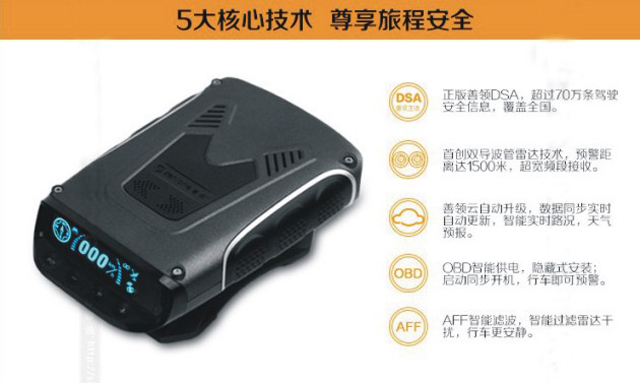 5大核心技术 尊享旅程安全
DSA
正版善领DSA，超过70万条驾驶
安全信息，覆盖全国。
首创双导波管雷达技术，预警距
离达1500米，超宽频段接收。
善领云自动升级，数据同步实时
自动更新，智能实时路况，天气
预报。
OBD
OBD智能供电，隐藏式安装；
启动同步开机，行车即可预警。
AFF
AFF智能滤波，智能过滤雷达干
扰，行车更安静。
000